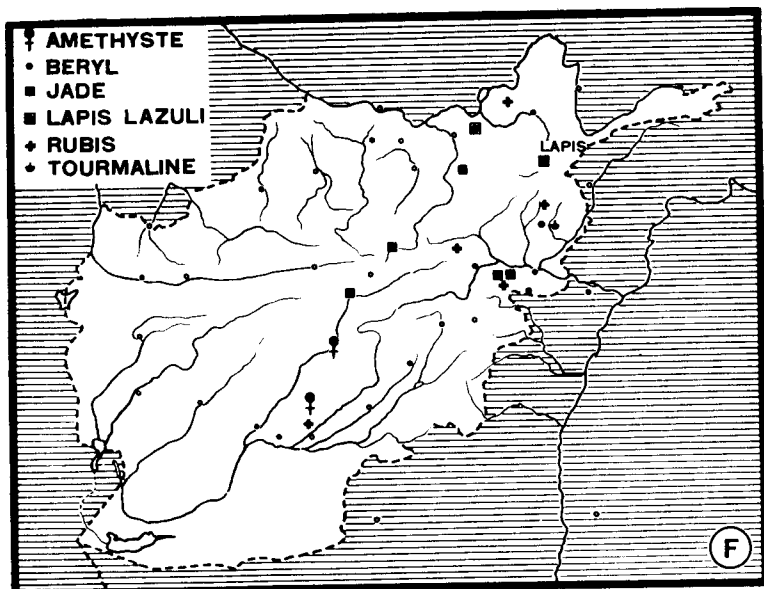 AMETHYSTE
BERYL
JADE
LAPIS LAZULI
RUBIS
TOURMALINE
LAPIS
F